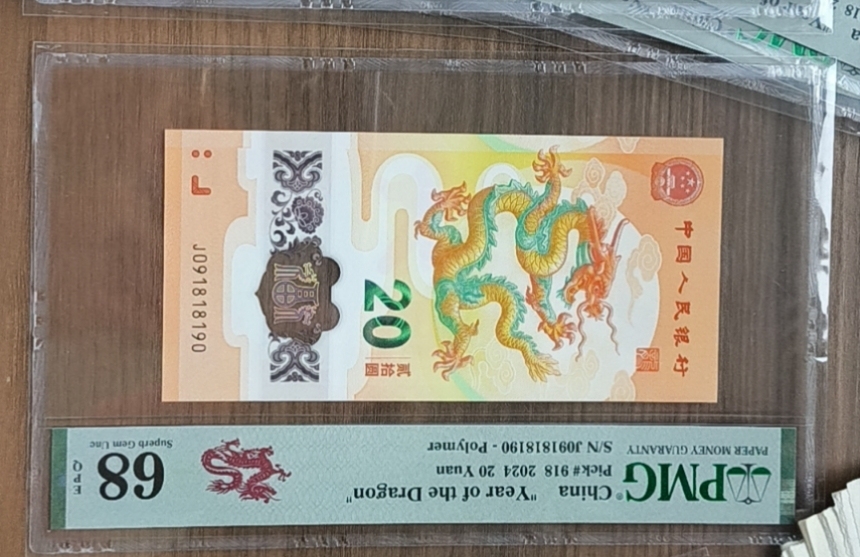 中国人民银行
20
贰拾圆
J
J091818190
PMG
PAPER MONEY GUARANTY
China "Year of the Dragon"
Pick# 918 2024 20 Yuan
S/N J091818190 - Polymer
68
Superb Gem Unc
EPQ